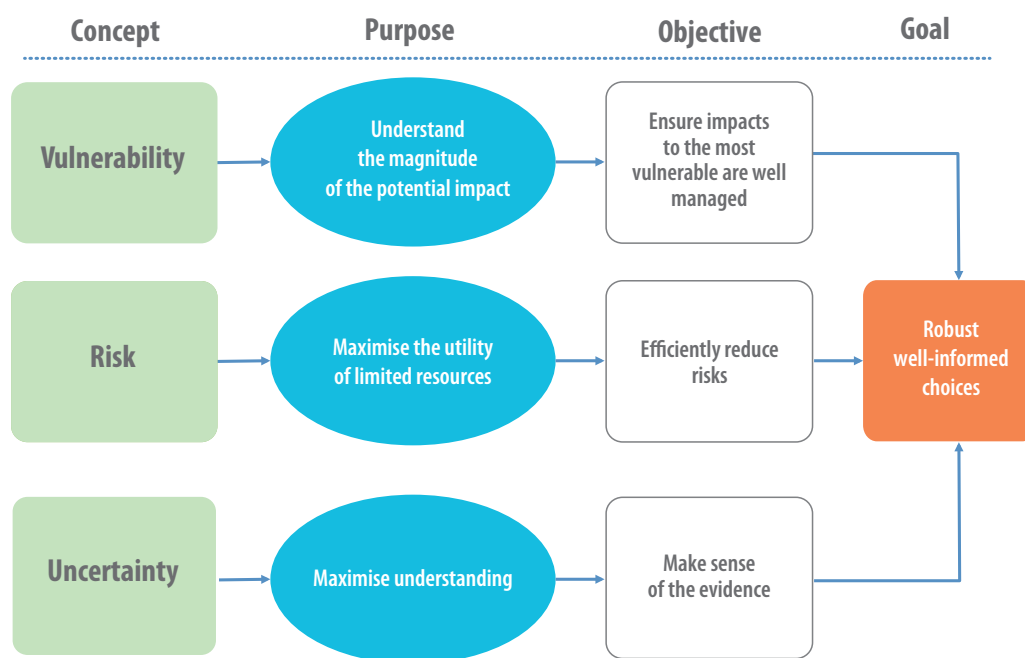 Concept Purpose Objective Goal
Vulnerability
Understand
the magnitude
of the potential impact
Ensure impacts
to the most
vulnerable are well
managed
Risk
Maximise the utility
of limited resources
Efficiently reduce
risks
Robust
well-informed
choices
Uncertainty
Maximise understanding
Make sense
of the evidence